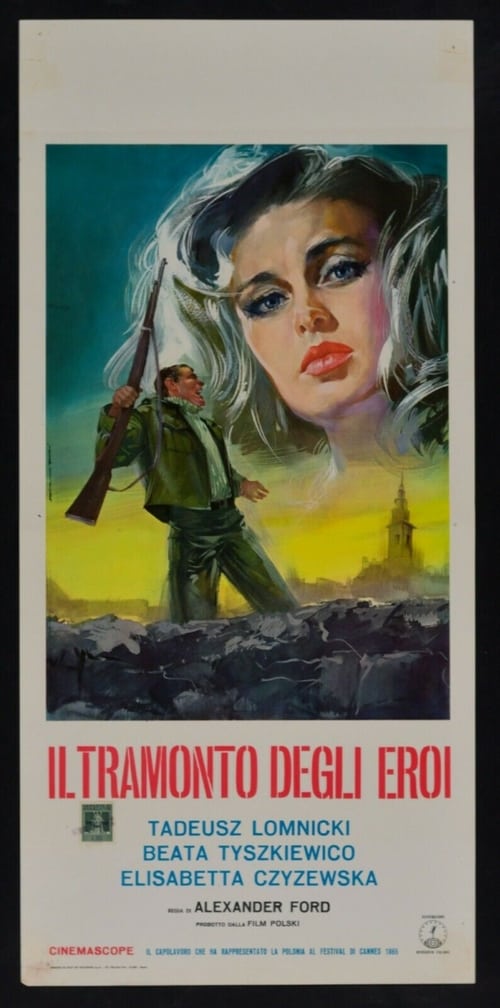 IL TRAMONTO DEGLI EROI
TADEUSZ LOMNICKI
BEATA TYSZKIEWICO
ELISABETTA CZYZEWSKA
REGIA DI ALEXANDER FORD
PRODOTTO DALLA FILM POLSKI
CINEMASCOPE IL CAPOLAVORO CHE HA RAPPRESENTATO LA POLONIA AL FESTIVAL DI CANNES 1965